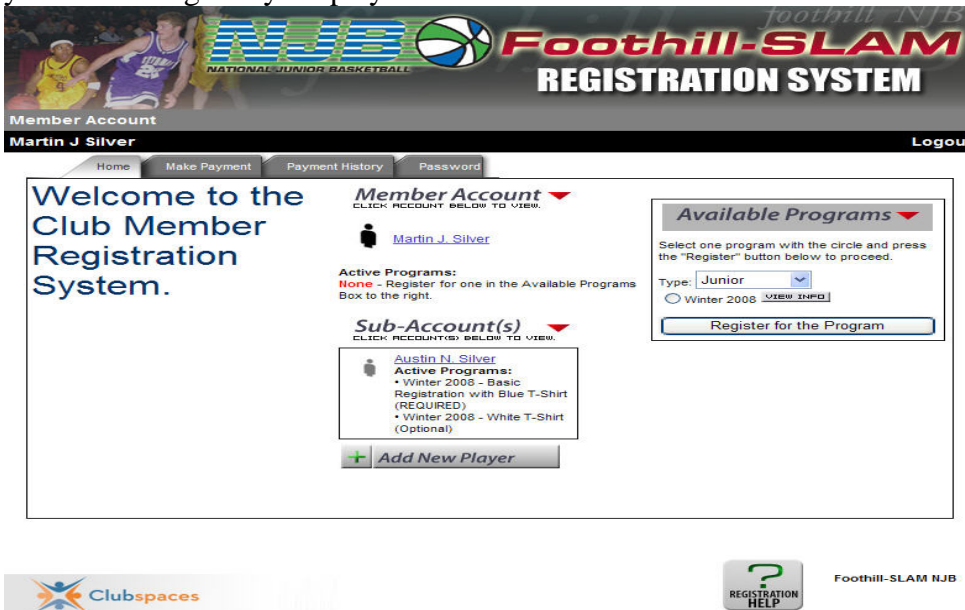 foothill NJB
NJB
NATIONAL JUNIOR BASKETBALL
Foothill-SLAM
REGISTRATION SYSTEM
Member Account
Martin J Silver
Logou
Home
Make Payment
Payment History
Password
Welcome to the
Club Member
Registration
System.
Member Account
CLICK ACCOUNT BELOW TO VIEW.
Martin J. Silver
Active Programs:
None - Register for one in the Available Programs
Box to the right.
Sub-Account(s)
CLICK ACCOUNT(S) BELOW TO VIEW.
Austin N. Silver
Active Programs:
• Winter 2008 - Basic
Registration with Blue T-Shirt
(REQUIRED)
• Winter 2008 - White T-Shirt
(Optional)
+ Add New Player
Available Programs
Select one program with the circle and press
the "Register" button below to proceed.
Type: Junior
Winter 2008 VIEW INFO
Register for the Program
Clubspaces
?
REGISTRATION
HELP
Foothill-SLAM NJB